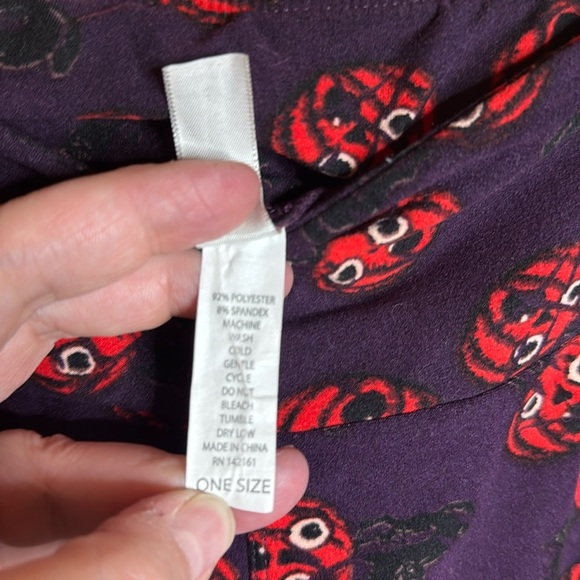 92% POLYESTER
8% SPANDEX
MACHINE
WASH
COLD
GENTLE
CYCLE
DO NOT
BLEACH
TUMBLE
DRY LOW
MADE IN CHINA
RN 142161
ONE SIZE